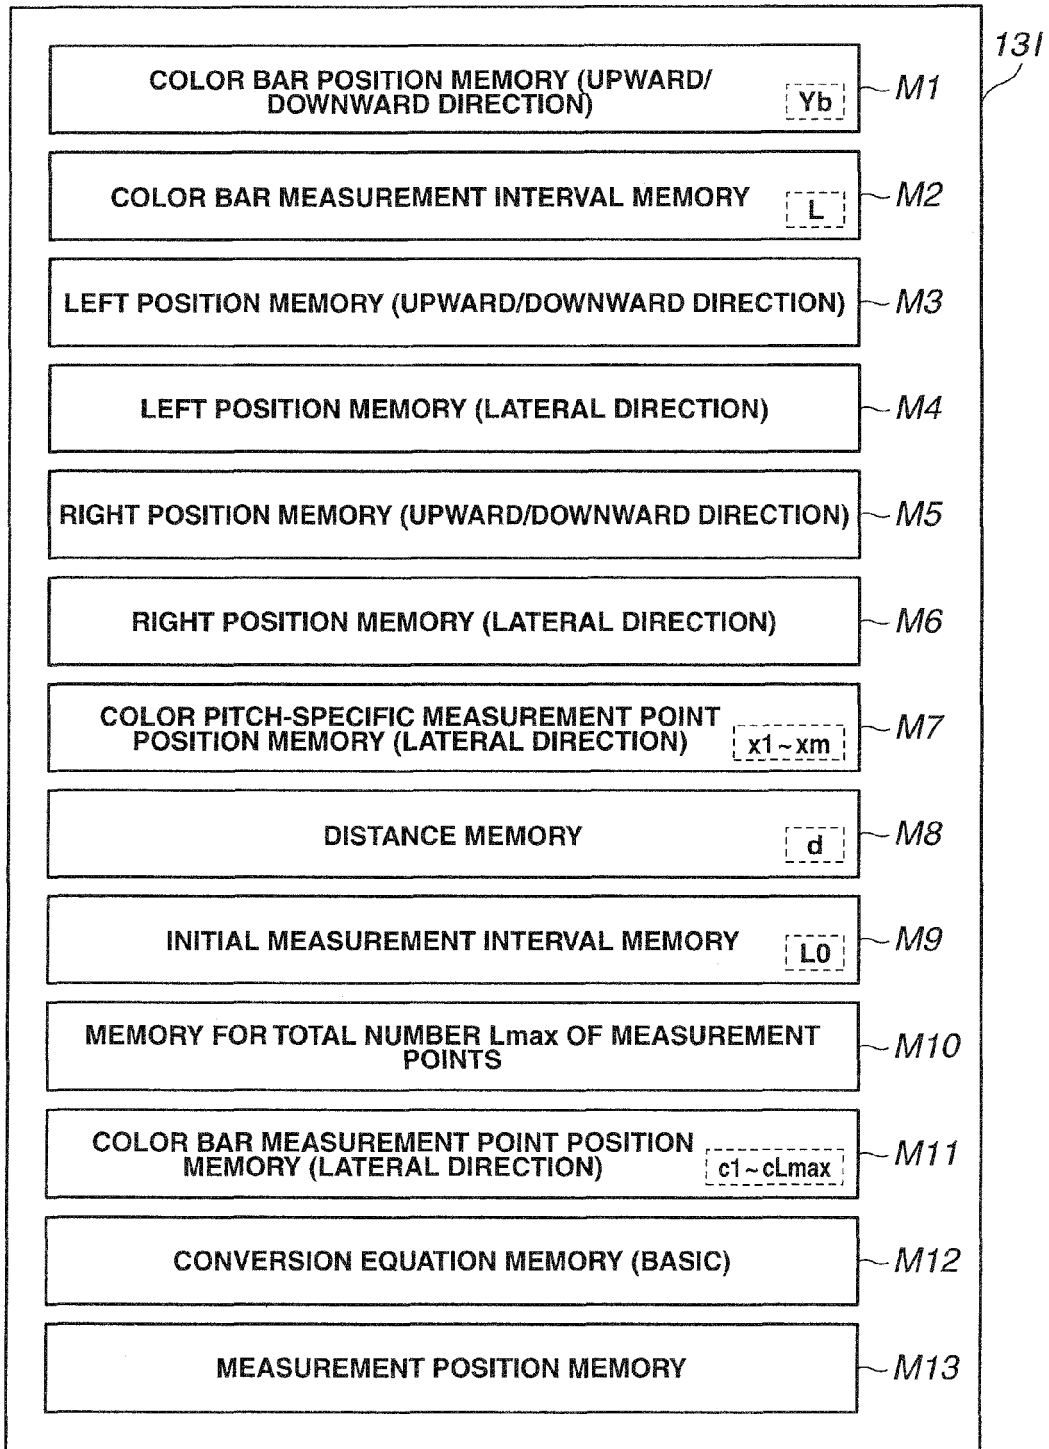 13I
COLOR BAR POSITION MEMORY (UPWARD/
DOWNWARD DIRECTION)
Yb
M1
COLOR BAR MEASUREMENT INTERVAL MEMORY
L
M2
LEFT POSITION MEMORY (UPWARD/DOWNWARD DIRECTION)
M3
LEFT POSITION MEMORY (LATERAL DIRECTION)
M4
RIGHT POSITION MEMORY (UPWARD/DOWNWARD DIRECTION)
M5
RIGHT POSITION MEMORY (LATERAL DIRECTION)
M6
COLOR PITCH-SPECIFIC MEASUREMENT POINT
POSITION MEMORY (LATERAL DIRECTION)
x1~xm
M7
DISTANCE MEMORY
d
M8
INITIAL MEASUREMENT INTERVAL MEMORY
L0
M9
MEMORY FOR TOTAL NUMBER Lmax OF MEASUREMENT
POINTS
M10
COLOR BAR MEASUREMENT POINT POSITION
MEMORY (LATERAL DIRECTION)
c1~cLmax
M11
CONVERSION EQUATION MEMORY (BASIC)
M12
MEASUREMENT POSITION MEMORY
M13